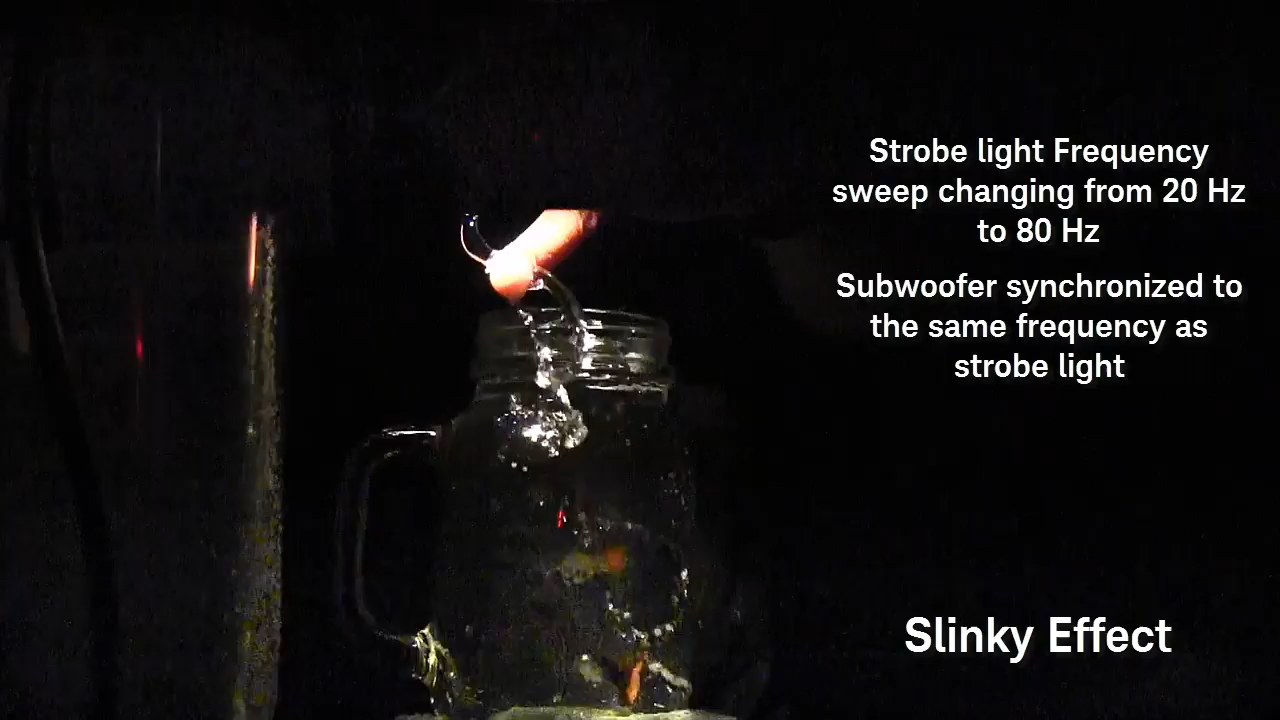 Strobe light Frequency
sweep changing from 20 Hz
to 80 Hz
Subwoofer synchronized to
the same frequency as
strobe light
Slinky Effect